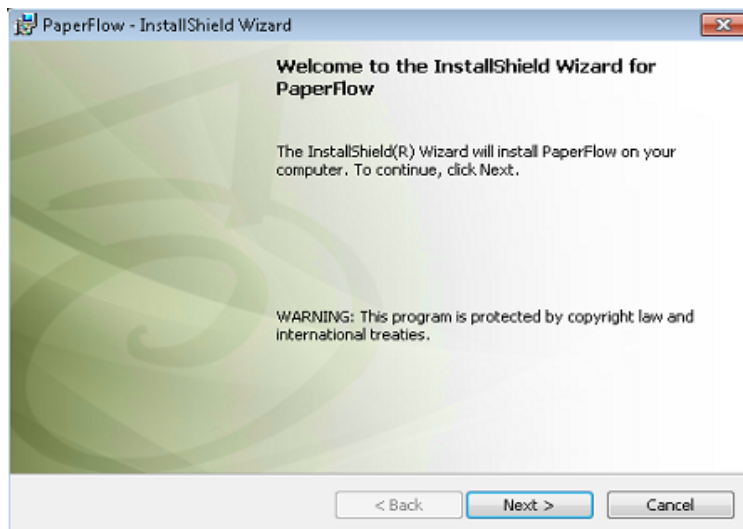 PaperFlow - InstallShield Wizard
Welcome to the InstallShield Wizard for
PaperFlow
The InstallShield(R) Wizard will install PaperFlow on your
computer. To continue, click Next.
WARNING: This program is protected by copyright law and
international treaties.
< Back Next > Cancel